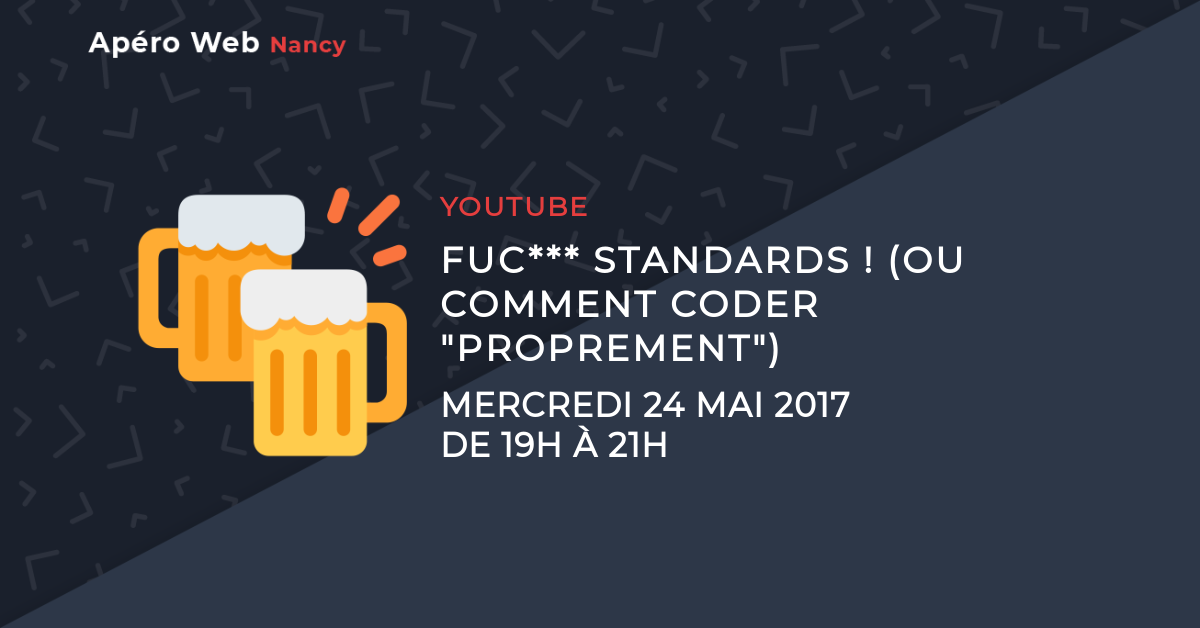 Apéro Web Nancy
YOUTUBE
FUC*** STANDARDS ! (OU
COMMENT CODER
"PROPREMENT")
MERCREDI 24 MAI 2017
DE 19H À 21H